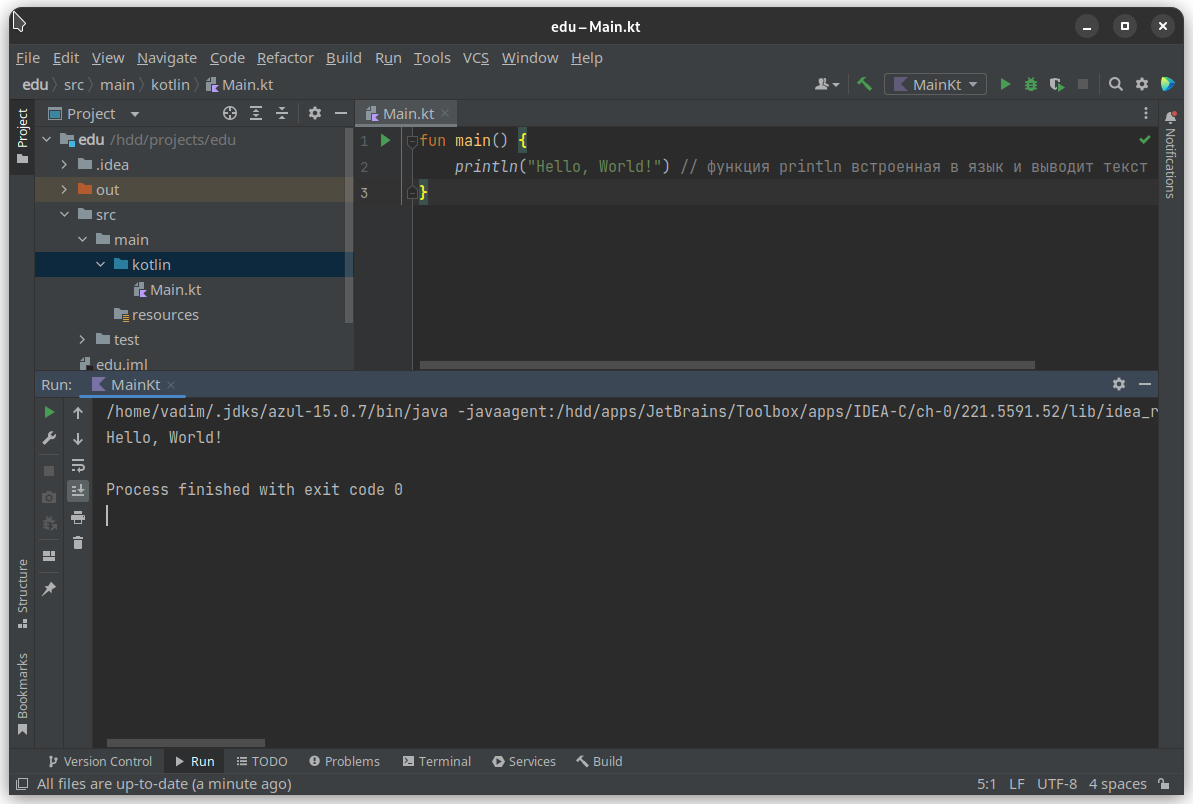 edu – Main.kt
File Edit View Navigate Code Refactor Build Run Tools VCS Window Help
edu src main kotlin Main.kt MainKt
Project
Project
edu /hdd/projects/edu
.idea
out
src
main
kotlin
Main.kt
resources
test
edu.iml
Main.kt
1 fun main() {
2 println("Hello, World!") // функция println встроенная в язык и выводит текст
3 }
Notifications
Run: MainKt
/home/vadim/.jdks/azul-15.0.7/bin/java -javaagent:/hdd/apps/JetBrains/Toolbox/apps/IDEA-C/ch-0/221.5591.52/lib/idea_r
Hello, World!
Process finished with exit code 0
Structure
Bookmarks
Version Control Run TODO Problems Terminal Services Build
All files are up-to-date (a minute ago) 5:1 LF UTF-8 4 spaces